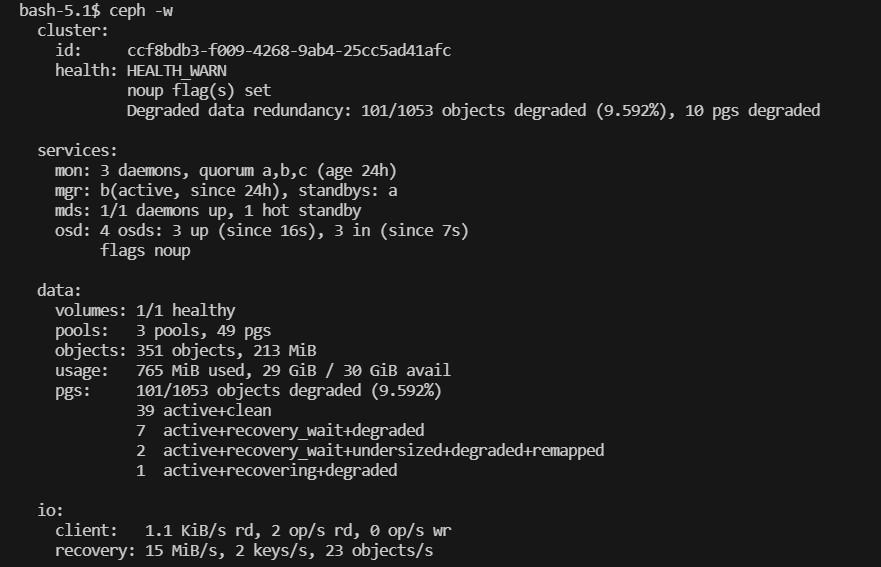 bash-5.1$ ceph -w
cluster:
id: ccf8bdb3-f009-4268-9ab4-25cc5ad41afc
health: HEALTH_WARN
noup flag(s) set
Degraded data redundancy: 101/1053 objects degraded (9.592%), 10 pgs degraded
services:
mon: 3 daemons, quorum a,b,c (age 24h)
mgr: b(active, since 24h), standbys: a
mds: 1/1 daemons up, 1 hot standby
osd: 4 osds: 3 up (since 16s), 3 in (since 7s)
flags noup
data:
volumes: 1/1 healthy
pools: 3 pools, 49 pgs
objects: 351 objects, 213 MiB
usage: 765 MiB used, 29 GiB / 30 GiB avail
pgs: 101/1053 objects degraded (9.592%)
39 active+clean
7 active+recovery_wait+degraded
2 active+recovery_wait+undersized+degraded+remapped
1 active+recovering+degraded
io:
client: 1.1 KiB/s rd, 2 op/s rd, 0 op/s wr
recovery: 15 MiB/s, 2 keys/s, 23 objects/s